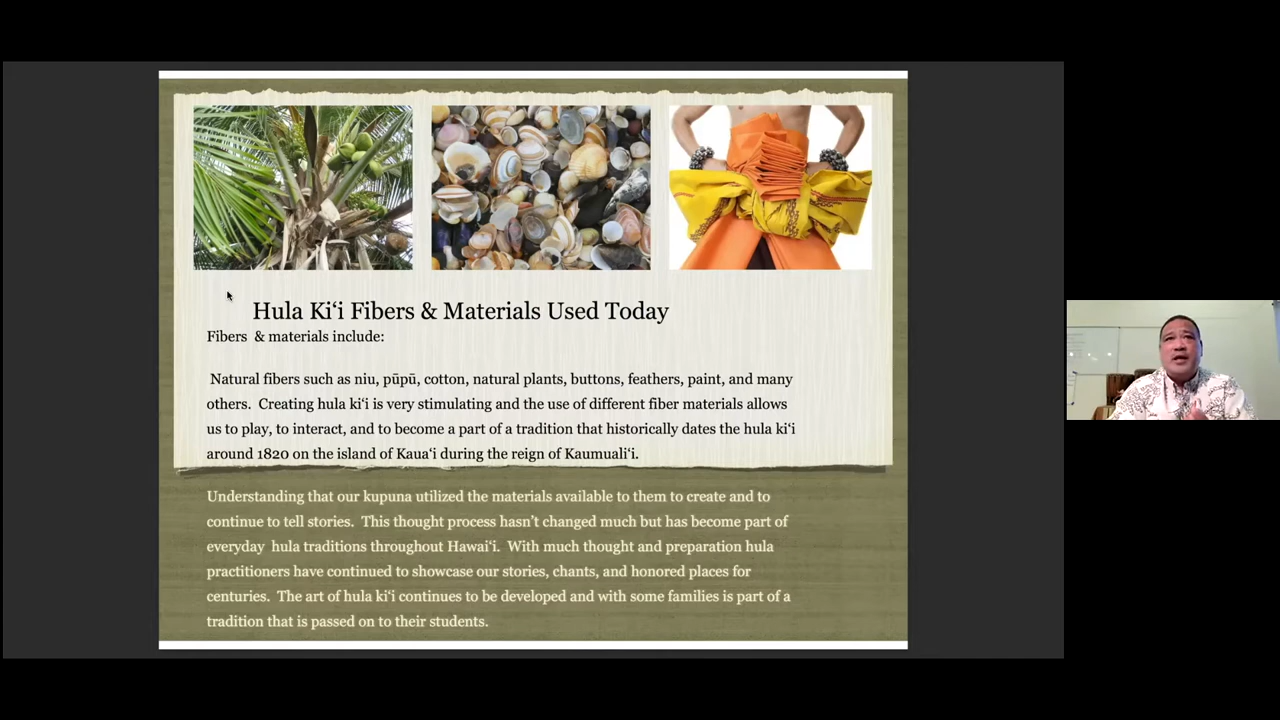 Hula Ki‘i Fibers & Materials Used Today
Fibers & materials include:
Natural fibers such as niu, pūpū, cotton, natural plants, buttons, feathers, paint, and many
others. Creating hula ki‘i is very stimulating and the use of different fiber materials allows
us to play, to interact, and to become a part of a tradition that historically dates the hula ki‘i
around 1820 on the island of Kaua‘i during the reign of Kaumuali‘i.
Understanding that our kupuna utilized the materials available to them to create and to
continue to tell stories. This thought process hasn’t changed much but has become part of
everyday hula traditions throughout Hawai‘i. With much thought and preparation hula
practitioners have continued to showcase our stories, chants, and honored places for
centuries. The art of hula ki‘i continues to be developed and with some families is part of a
tradition that is passed on to their students.